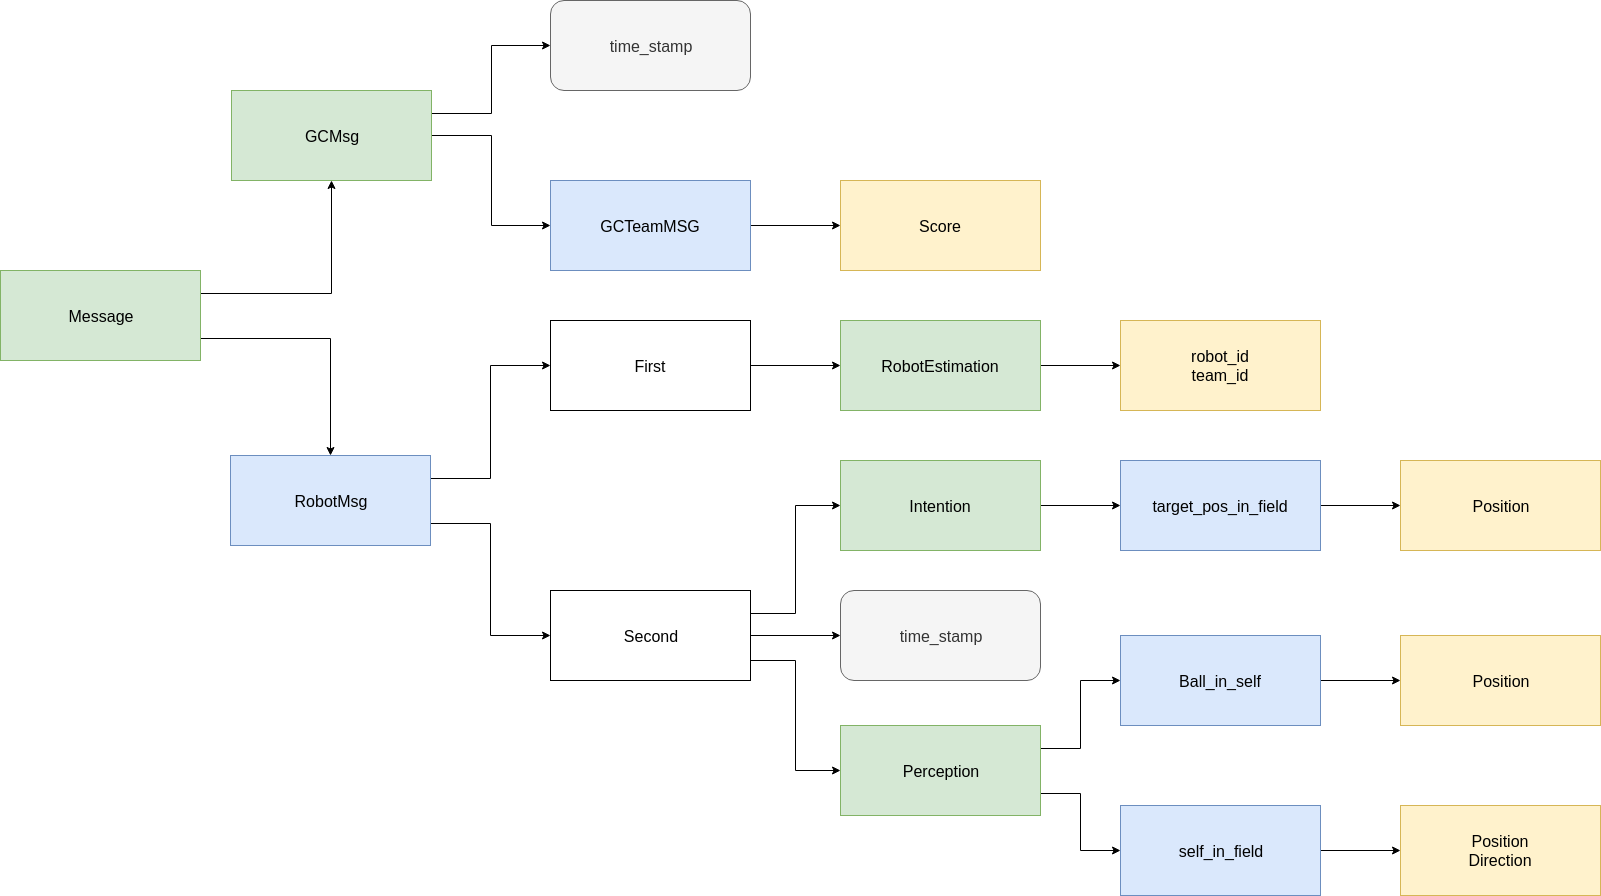 time_stamp
GCMsg
GCTeamMSG
Score
Message
First
RobotEstimation
robot_id
team_id
RobotMsg
Intention
target_pos_in_field
Position
Second
time_stamp
Ball_in_self
Position
Perception
self_in_field
Position
Direction